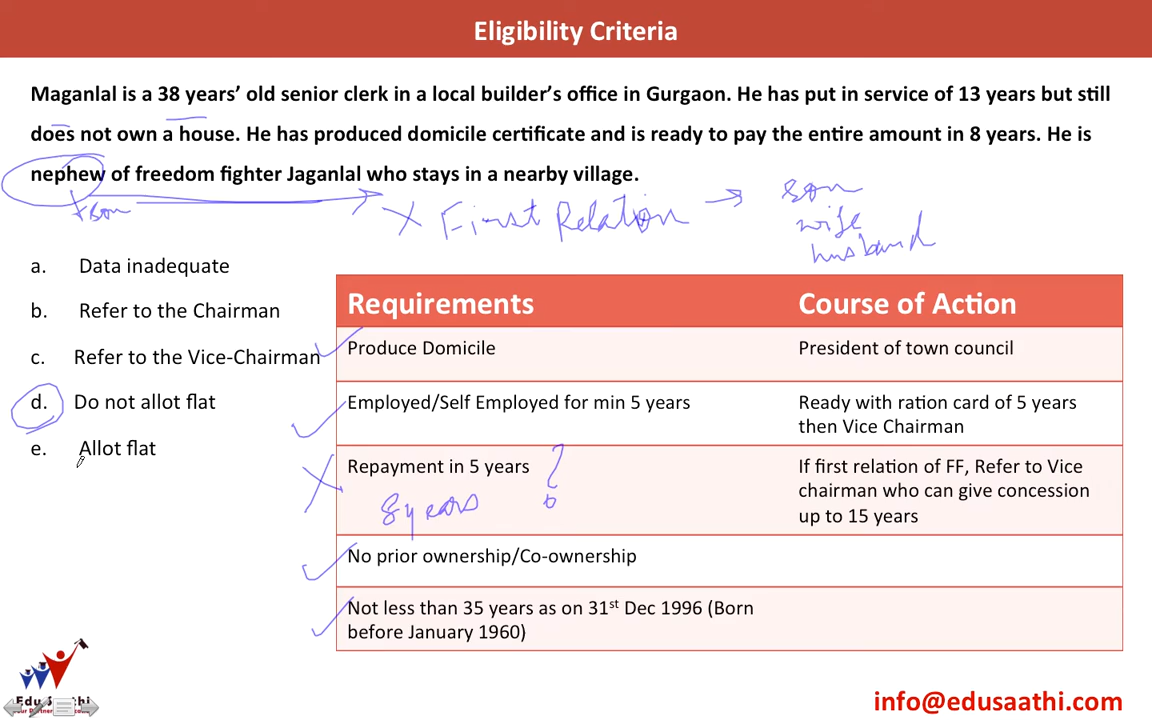 Eligibility Criteria
Maganlal is a 38 years’ old senior clerk in a local builder’s office in Gurgaon. He has put in service of 13 years but still
does not own a house. He has produced domicile certificate and is ready to pay the entire amount in 8 years. He is
nephew of freedom fighter Jaganlal who stays in a nearby village.
son
First Relation
son
wife
husband
a. Data inadequate
b. Refer to the Chairman
c. Refer to the Vice-Chairman
d. Do not allot flat
e. Allot flat
Requirements Course of Action
Produce Domicile President of town council
Employed/Self Employed for min 5 years Ready with ration card of 5 years
then Vice Chairman
Repayment in 5 years ? If first relation of FF, Refer to Vice
8 years chairman who can give concession
up to 15 years
No prior ownership/Co-ownership
Not less than 35 years as on 31st Dec 1996 (Born
before January 1960)
info@edusaathi.com